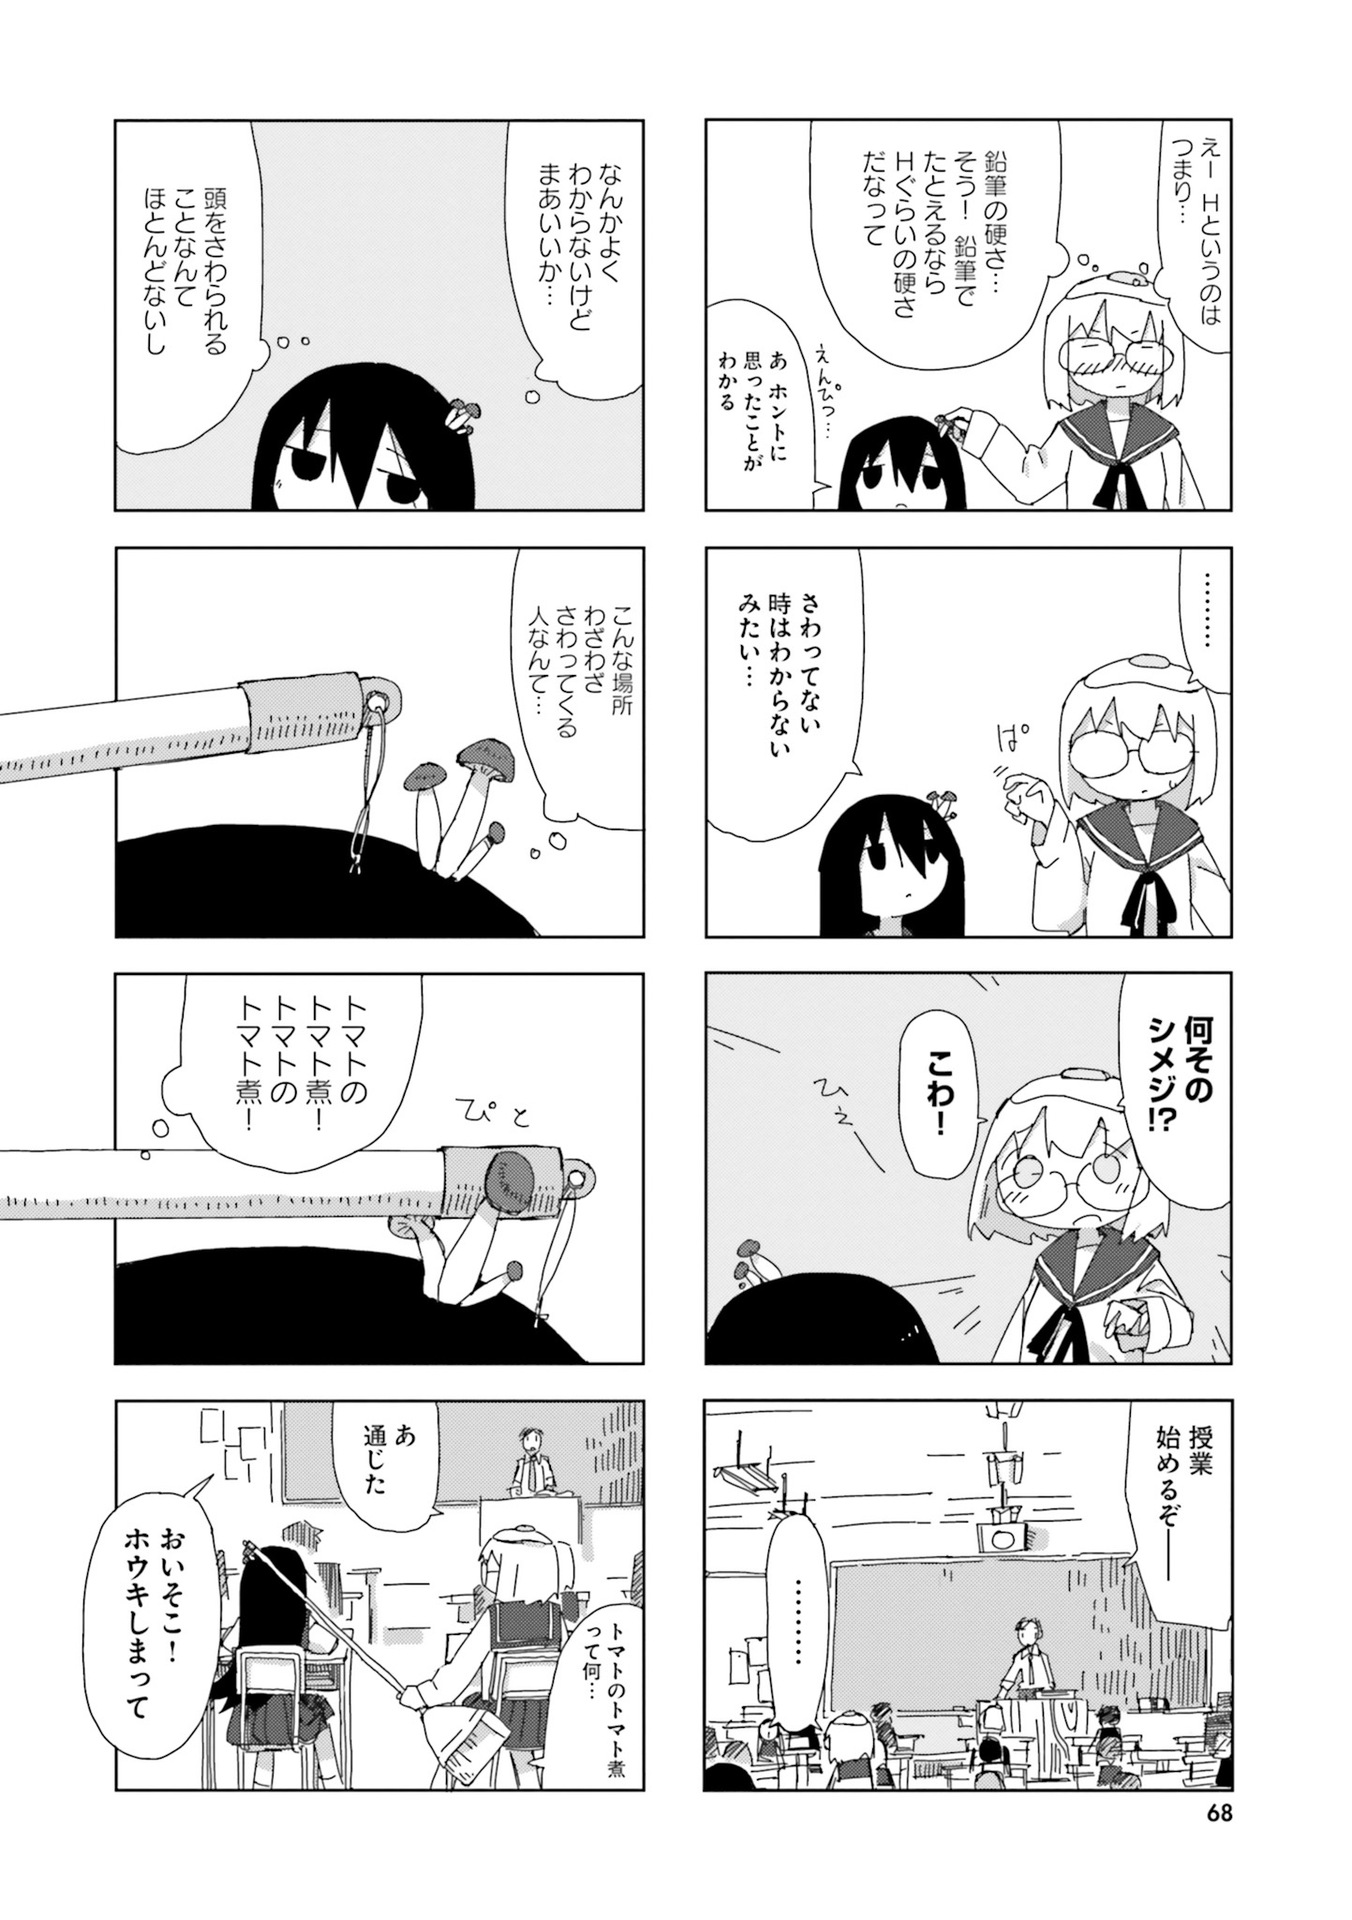 えー Hというのは
つまり…
鉛筆の硬さ…
そう! 鉛筆で
たとえるなら
Hぐらいの硬さ
だなって
えんぴっ…
あ ホントに
思ったことが
わかる
………
ぱ
さわってない
時はわからない
みたい…
何その
シメジ!?
こわ!
ひえー
授業
始めるぞー
………
なんかよく
わからないけど
まあいいか…
頭をさわられる
ことなんて
ほとんどないし
こんな場所
わざわざ
さわってくる
人なんて…
トマトの
トマト煮!
トマトの
トマト煮!
ぴと
あ
通じた
トマトのトマト煮
って何…
おいそこ!
ホウキしまって
68